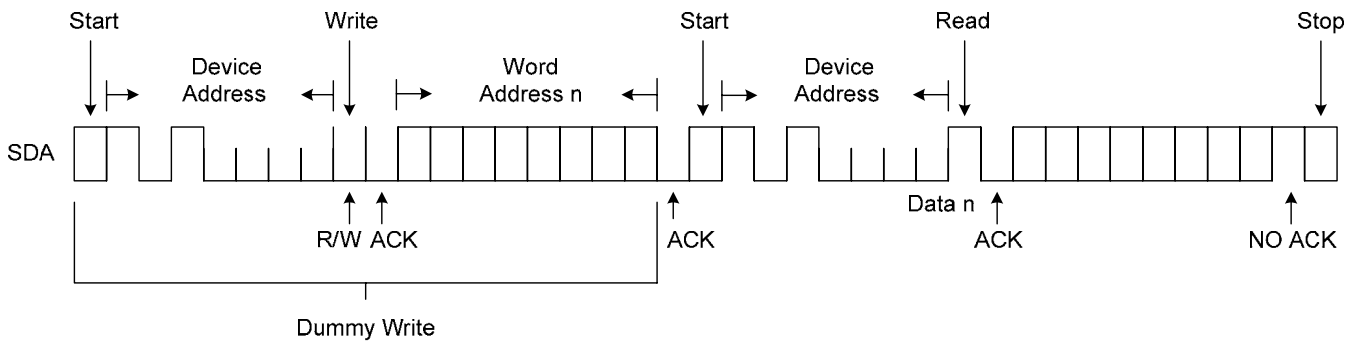 Start
Write
Start
Read
Stop
Device
Address
Word
Address n
Device
Address
SDA
Data n
R/W
ACK
ACK
ACK
NO ACK
Dummy Write